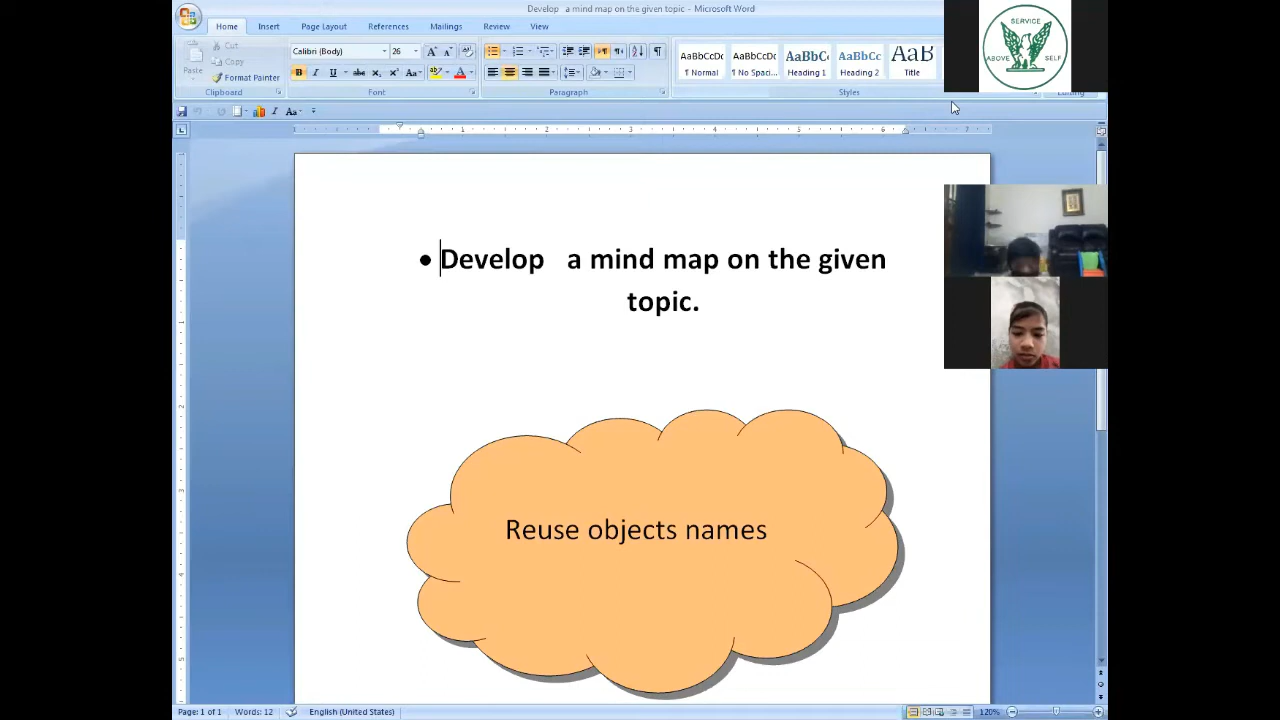 Develop   a mind map on the given topic - Microsoft Word
Home Insert Page Layout References Mailings Review View
Cut
Copy
Paste
Format Painter
Clipboard
Calibri (Body) 26
Font
Paragraph
AaBbCcDc AaBbCcDc AaBbCc AaBbCc AaB
¶ Normal ¶ No Spaci... Heading 1 Heading 2 Title
Styles
Editing
SERVICE
ABOVE SELF
• Develop   a mind map on the given
topic.
Reuse objects names
Page: 1 of 1 Words: 12 English (United States) 120%